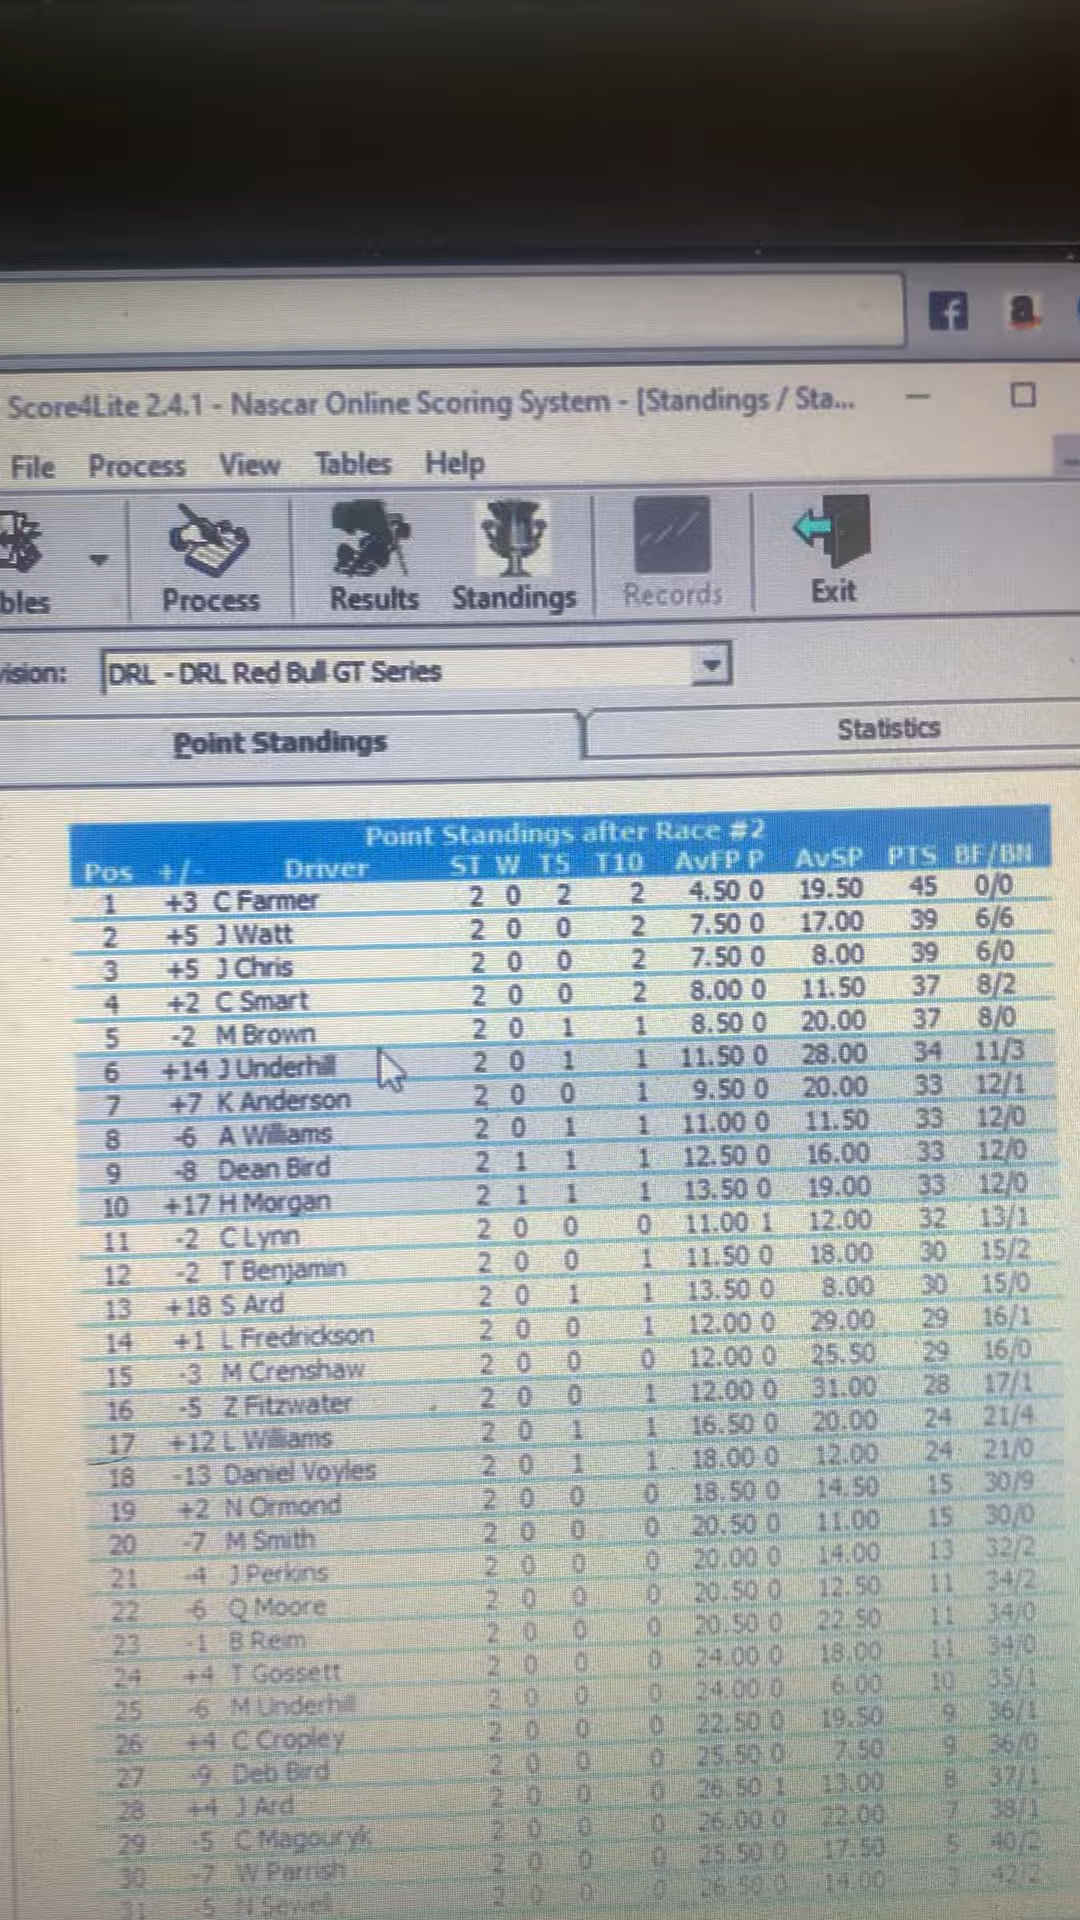 Score4Lite 2.4.1 - Nascar Online Scoring System - [Standings / Sta...
File Process View Tables Help
bles Process Results Standings Records Exit
vision: DRL - DRL Red Bull GT Series
Point Standings Statistics
Point Standings after Race #2
Pos +/- Driver ST W T5 T10 AvFP P AvSP PTS BF/BN
1 +3 C Farmer 2 0 2 2 4.50 0 19.50 45 0/0
2 +5 J Watt 2 0 0 2 7.50 0 17.00 39 6/6
3 +5 J Chris 2 0 0 2 7.50 0 8.00 39 6/0
4 +2 C Smart 2 0 0 2 8.00 0 11.50 37 8/2
5 -2 M Brown 2 0 1 1 8.50 0 20.00 37 8/0
6 +14 J Underhill 2 0 1 1 11.50 0 28.00 34 11/3
7 +7 K Anderson 2 0 0 1 9.50 0 20.00 33 12/1
8 -6 A Williams 2 0 1 1 11.00 0 11.50 33 12/0
9 -8 Dean Bird 2 1 1 1 12.50 0 16.00 33 12/0
10 +17 H Morgan 2 1 1 1 13.50 0 19.00 33 12/0
11 -2 C Lynn 2 0 0 0 11.00 1 12.00 32 13/1
12 -2 T Benjamin 2 0 0 1 11.50 0 18.00 30 15/2
13 +18 S Ard 2 0 1 1 13.50 0 8.00 30 15/0
14 +1 L Fredrickson 2 0 0 1 12.00 0 29.00 29 16/1
15 -3 M Crenshaw 2 0 0 0 12.00 0 25.50 29 16/0
16 -5 Z Fitzwater 2 0 0 1 12.00 0 31.00 28 17/1
17 +12 L Williams 2 0 1 1 16.50 0 20.00 24 21/4
18 -13 Daniel Voyles 2 0 1 1 18.00 0 12.00 24 21/0
19 +2 N Ormond 2 0 0 0 18.50 0 14.50 15 30/9
20 -7 M Smith 2 0 0 0 20.50 0 11.00 15 30/0
21 -4 J Perkins 2 0 0 0 20.00 0 14.00 13 32/2
22 -6 Q Moore 2 0 0 0 20.50 0 12.50 11 34/2
23 -1 B Reim 2 0 0 0 20.50 0 22.50 11 34/0
24 +4 T Gossett 2 0 0 0 24.00 0 18.00 11 34/0
25 -6 M Underhill 2 0 0 0 24.00 0 6.00 10 35/1
26 +4 C Cropley 2 0 0 0 22.50 0 19.50 9 36/1
27 -9 Deb Bird 2 0 0 0 25.50 0 7.50 9 36/0
28 +4 J Ard 2 0 0 0 26.50 1 13.00 8 37/1
29 -5 C Magouryk 2 0 0 0 26.00 0 22.00 7 38/1
30 -7 W Parrish 2 0 0 0 25.50 0 17.50 5 40/2
31 -5 N Sewell 2 0 0 0 26.50 0 14.00 3 42/2